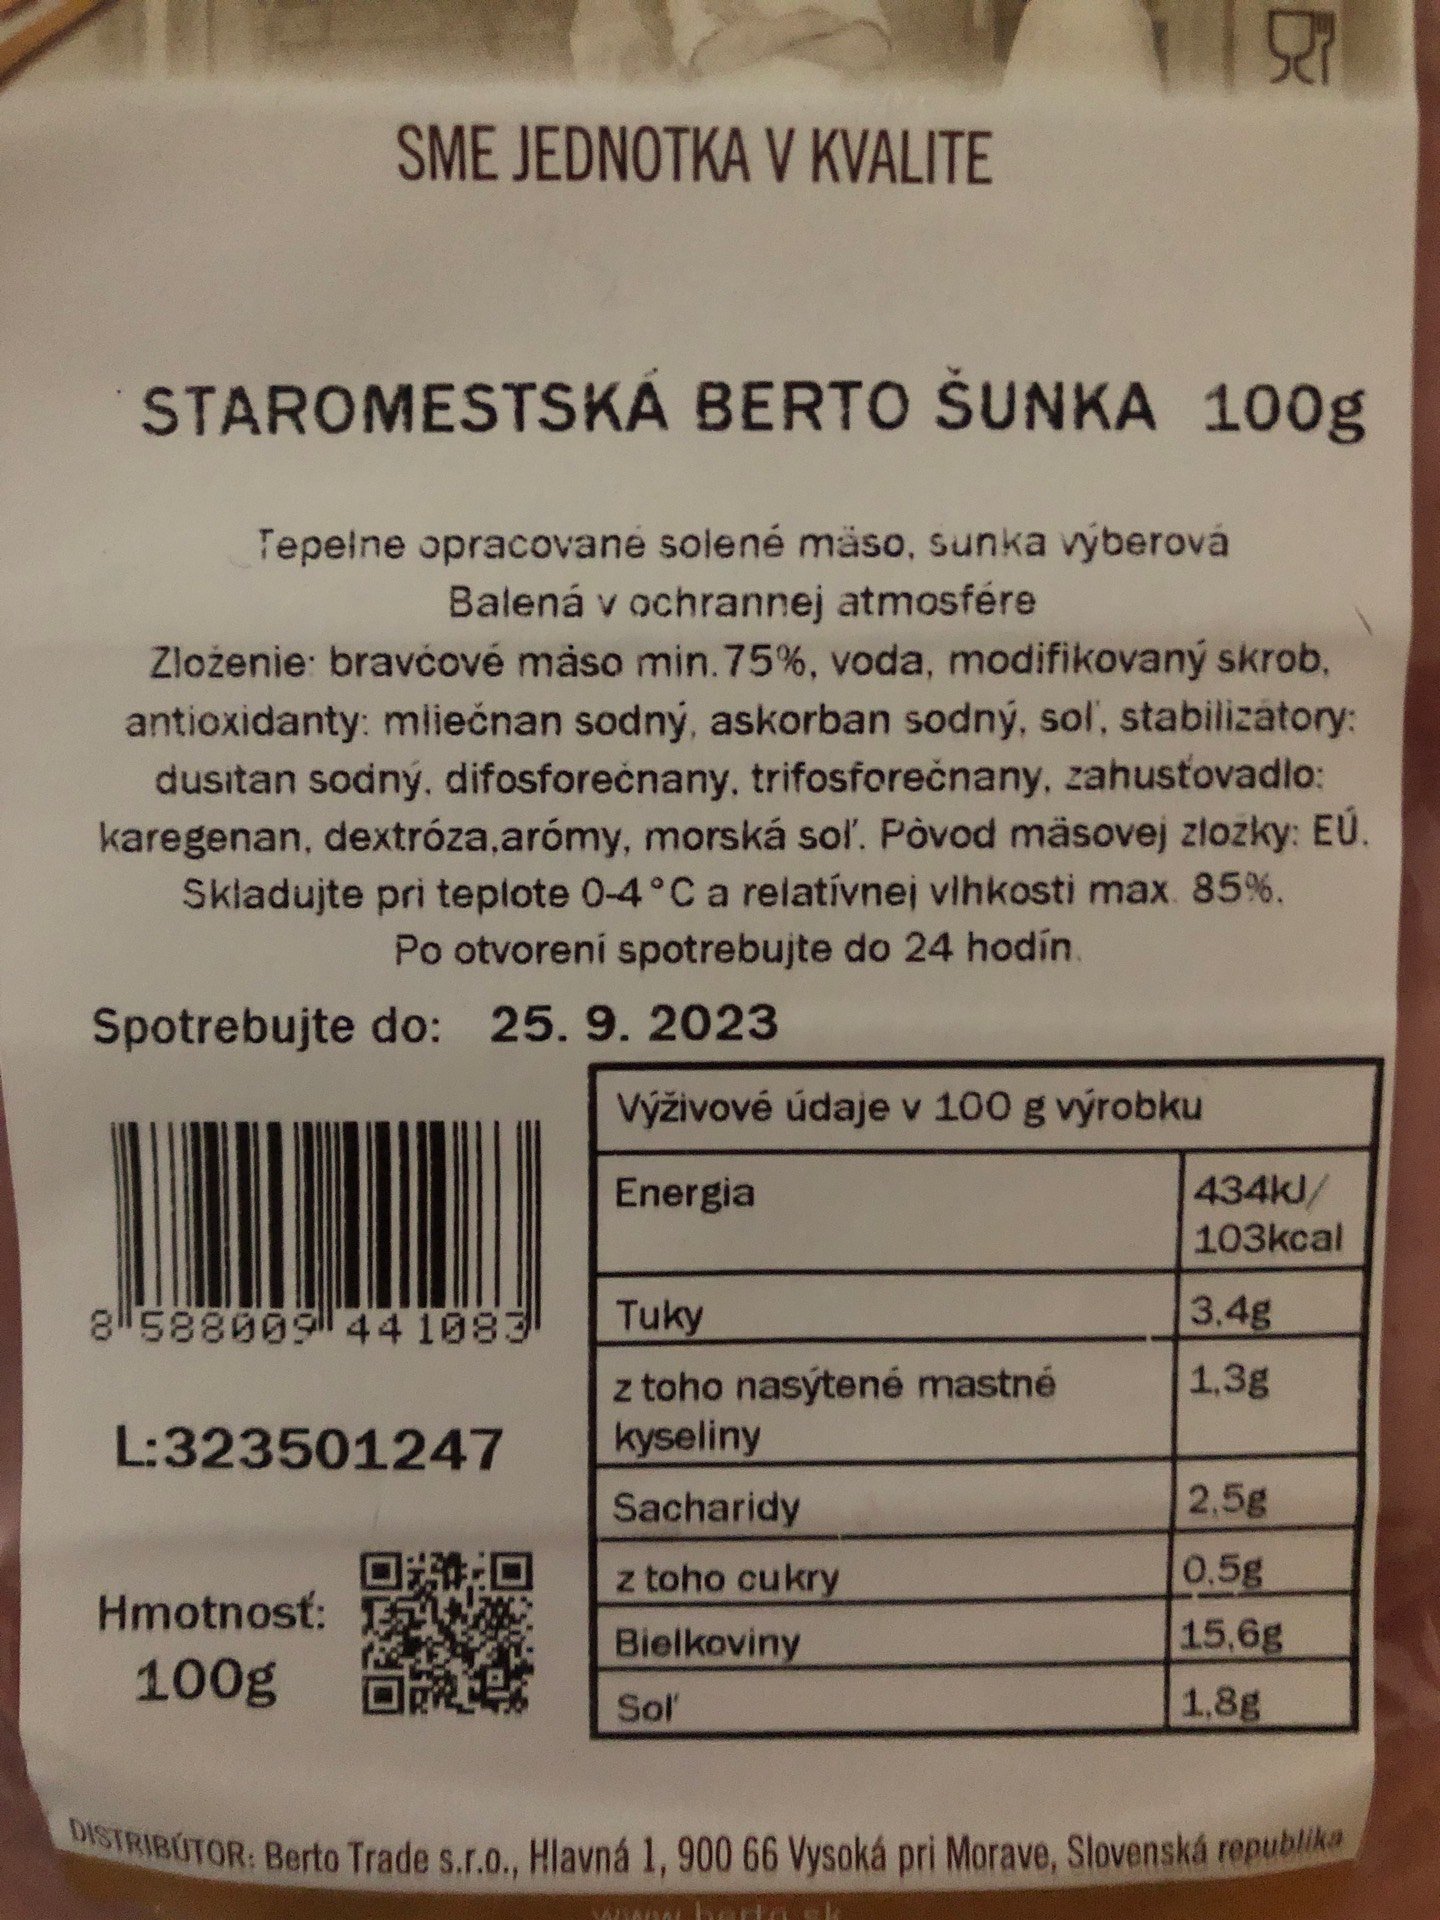 SME JEDNOTKA V KVALITE
STAROMESTSKÁ BERTO ŠUNKA 100g
Tepelne opracované solené mäso, šunka výberová
Balená v ochrannej atmosfére
Zloženie: bravčové mäso min.75%, voda, modifikovaný škrob,
antioxidanty: mliečnan sodný, askorban sodný, soľ, stabilizátory:
dusitan sodný, difosforečnany, trifosforečnany, zahusťovadlo:
karegenan, dextróza,arómy, morská soľ. Pôvod mäsovej zložky: EÚ.
Skladujte pri teplote 0-4°C a relatívnej vlhkosti max. 85%.
Po otvorení spotrebujte do 24 hodín.
Spotrebujte do: 25. 9. 2023
Výživové údaje v 100 g výrobku
Energia 434kJ/
103kcal
Tuky 3.4g
z toho nasýtené mastné 1.3g
kyseliny
Sacharidy 2.5g
z toho cukry 0.5g
Bielkoviny 15.6g
Soľ 1.8g
8 588009 441083
L:323501247
Hmotnosť:
100g
DISTRIBÚTOR: Berto Trade s.r.o., Hlavná 1, 900 66 Vysoká pri Morave, Slovenská republika
www.berto.sk